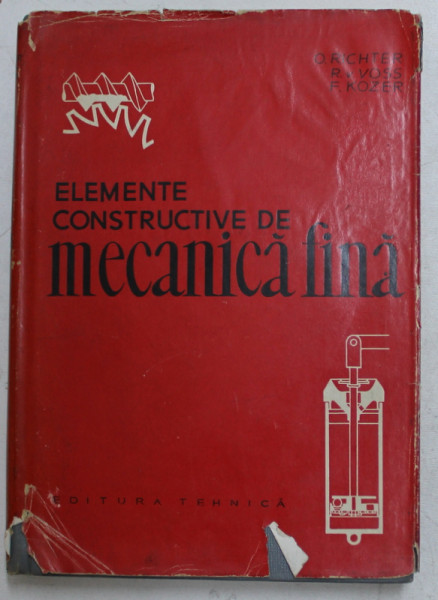 O. RICHTER
R. v. VOSS
F. KOZER
ELEMENTE
CONSTRUCTIVE DE
mecanică fină
EDITURA TEHNICĂ